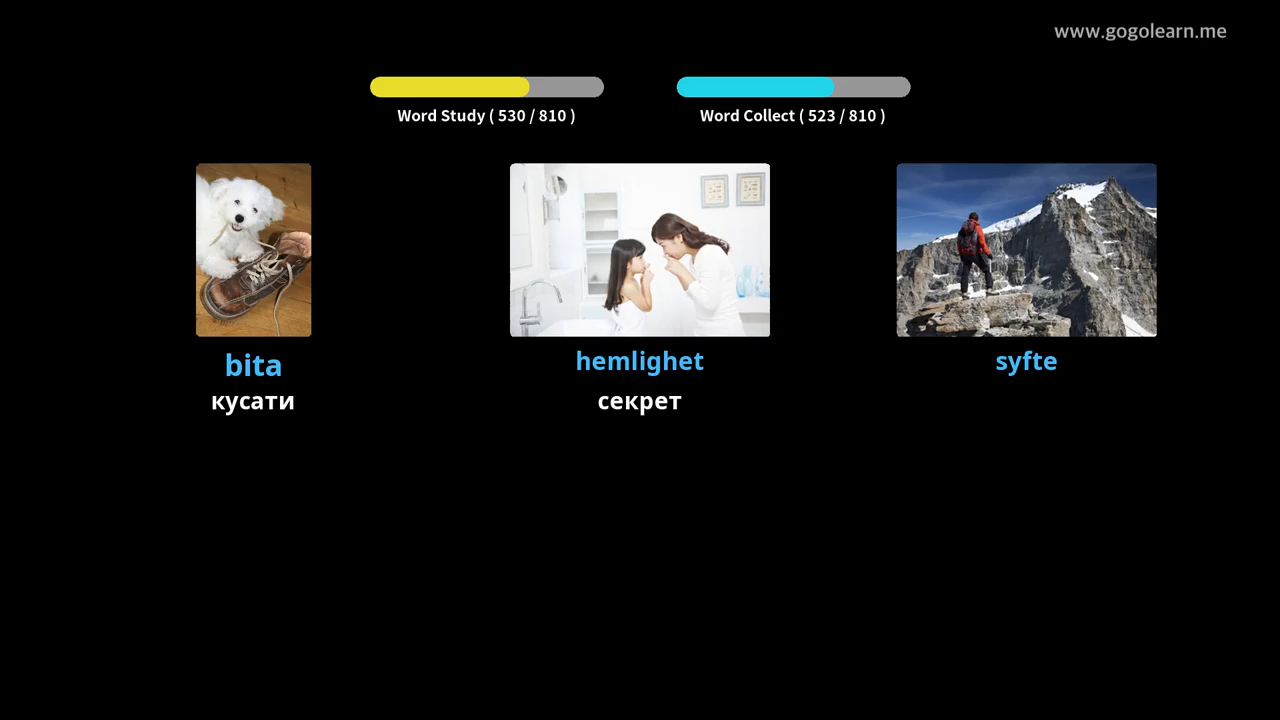 www.gogolearn.me
Word Study ( 530 / 810 )
Word Collect ( 523 / 810 )
bita
кусати
hemlighet
секрет
syfte